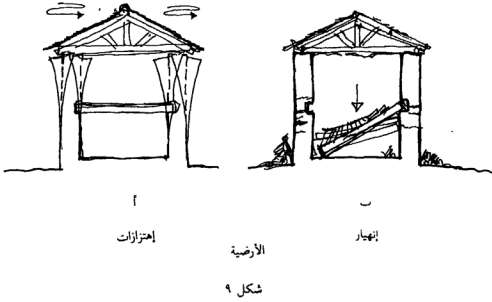 أ ب
إهتزازات إنهيار
الأرضية
شكل ٩